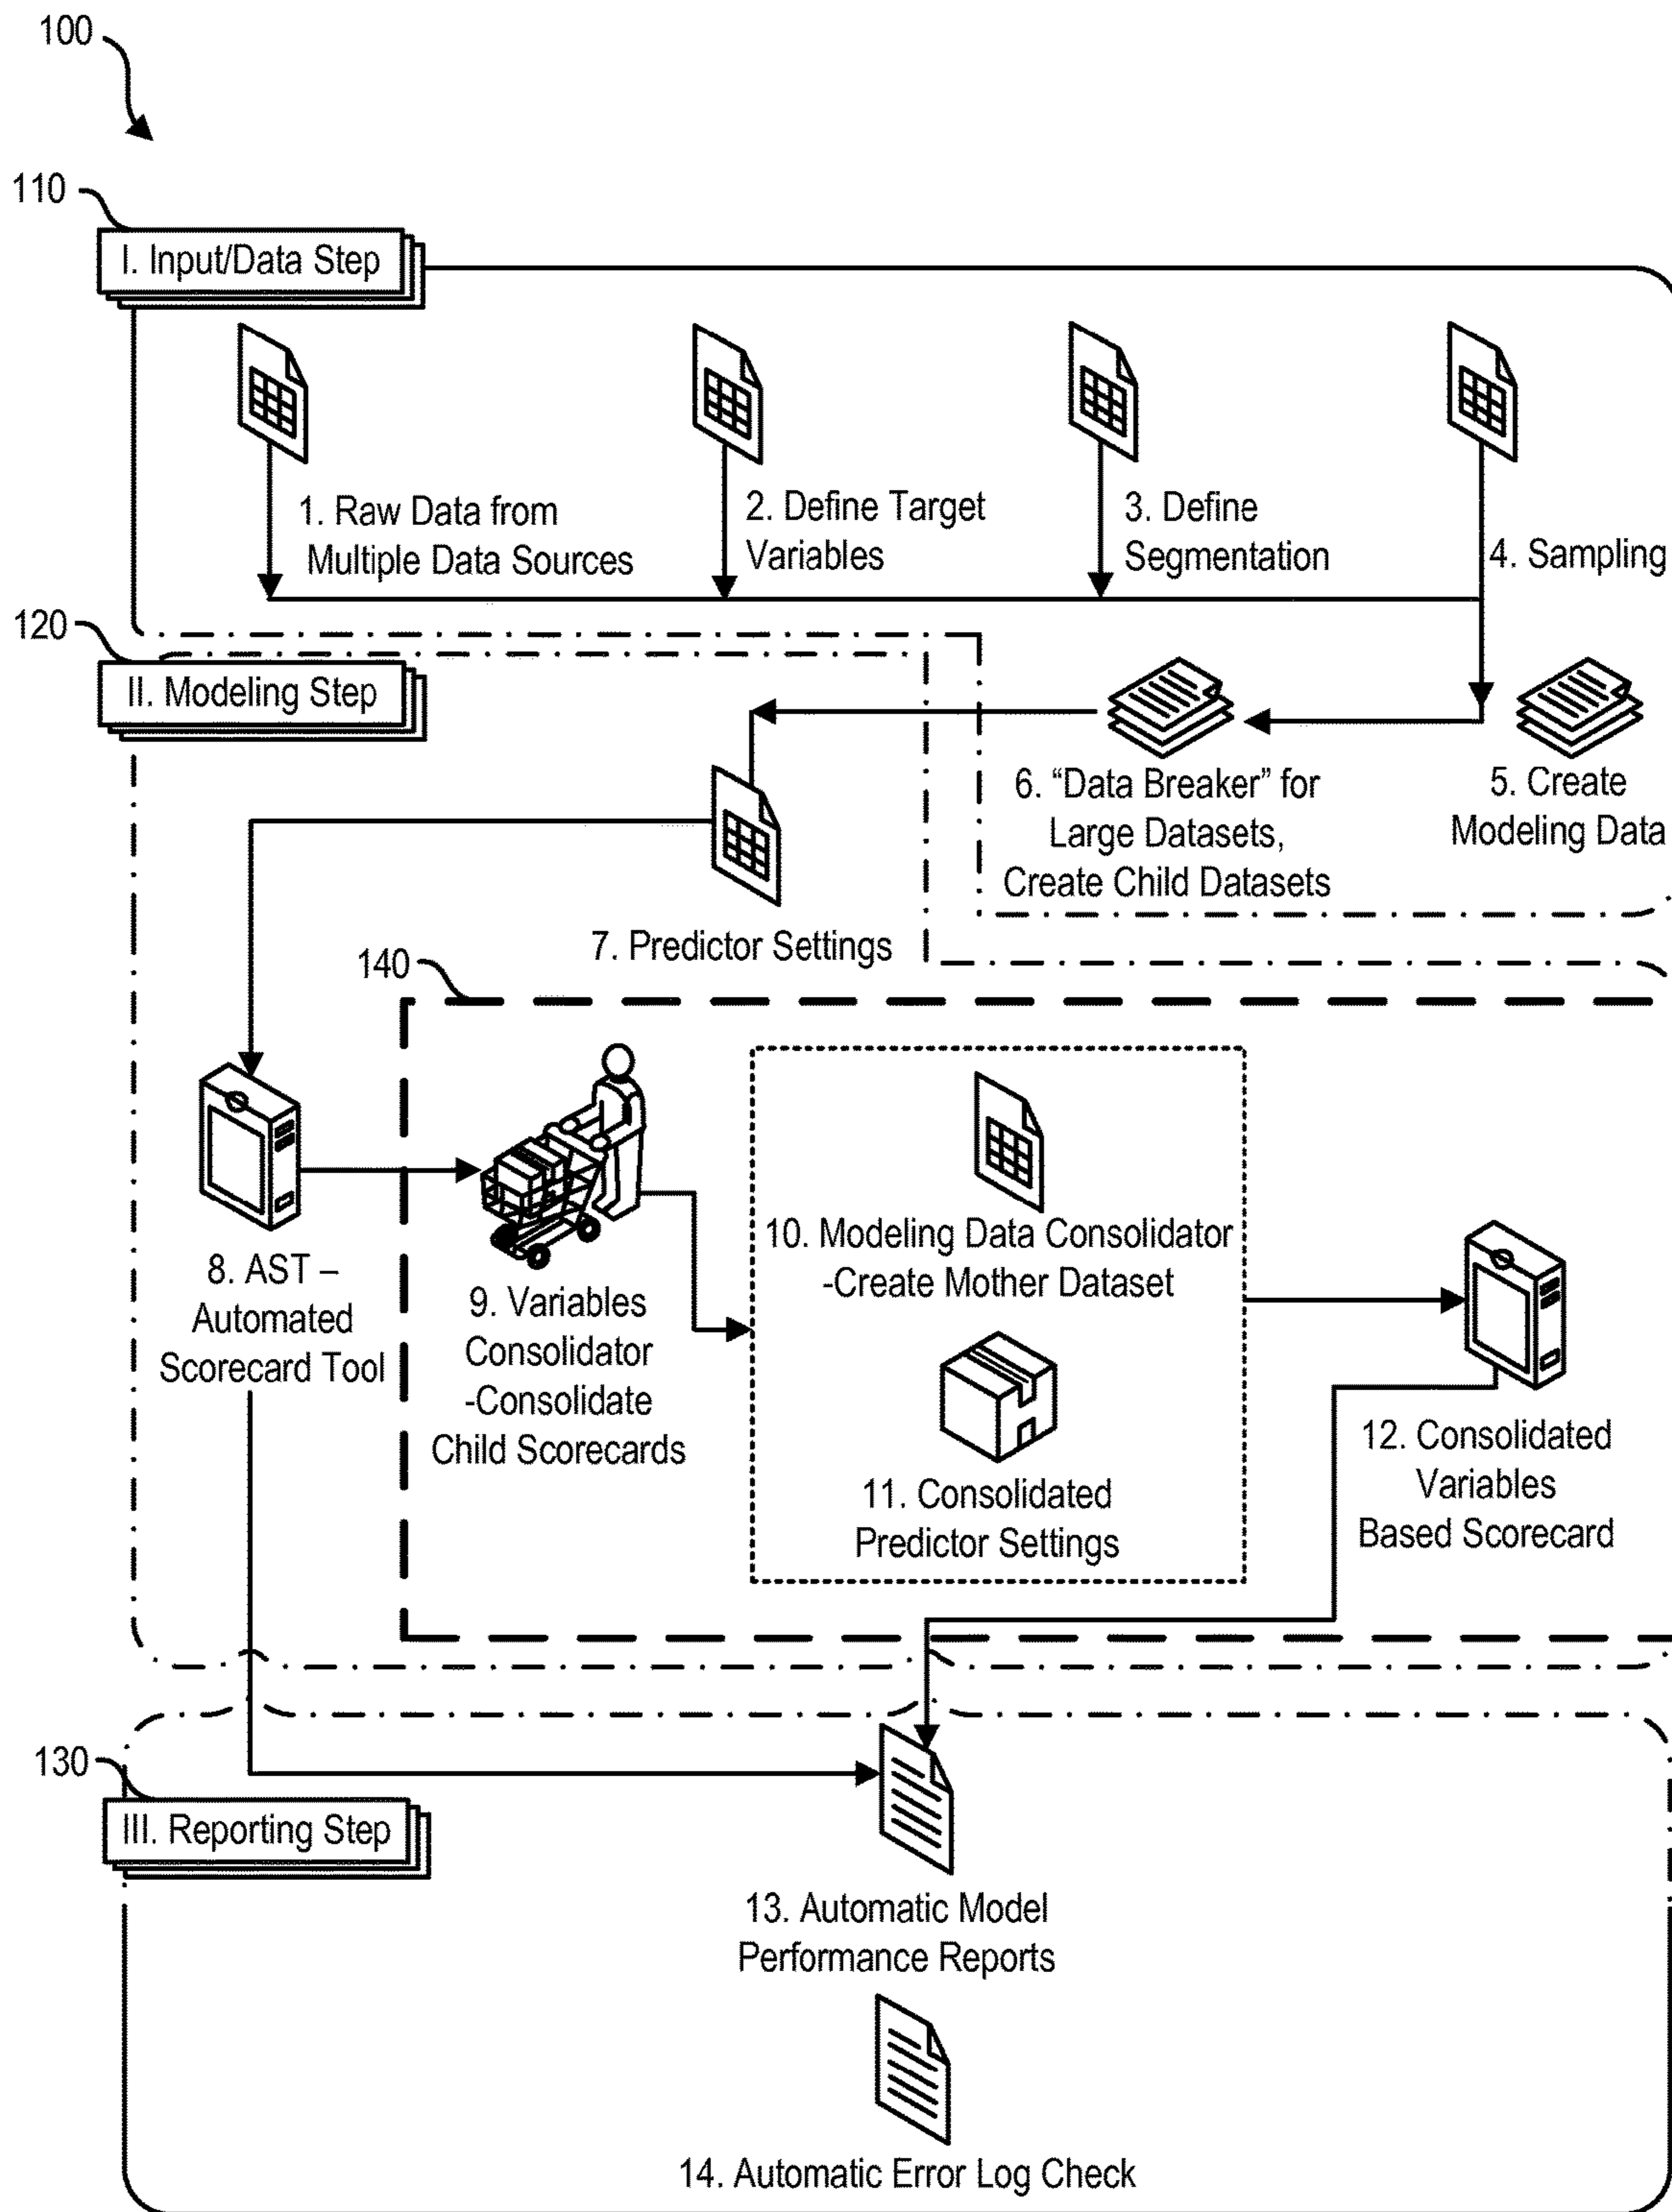 100
110
I. Input/Data Step
1. Raw Data from
Multiple Data Sources
2. Define Target
Variables
3. Define
Segmentation
4. Sampling
120
II. Modeling Step
6. “Data Breaker” for
Large Datasets,
Create Child Datasets
5. Create
Modeling Data
7. Predictor Settings
140
8. AST –
Automated
Scorecard Tool
9. Variables
Consolidator
-Consolidate
Child Scorecards
10. Modeling Data Consolidator
-Create Mother Dataset
11. Consolidated
Predictor Settings
12. Consolidated
Variables
Based Scorecard
130
III. Reporting Step
13. Automatic Model
Performance Reports
14. Automatic Error Log Check